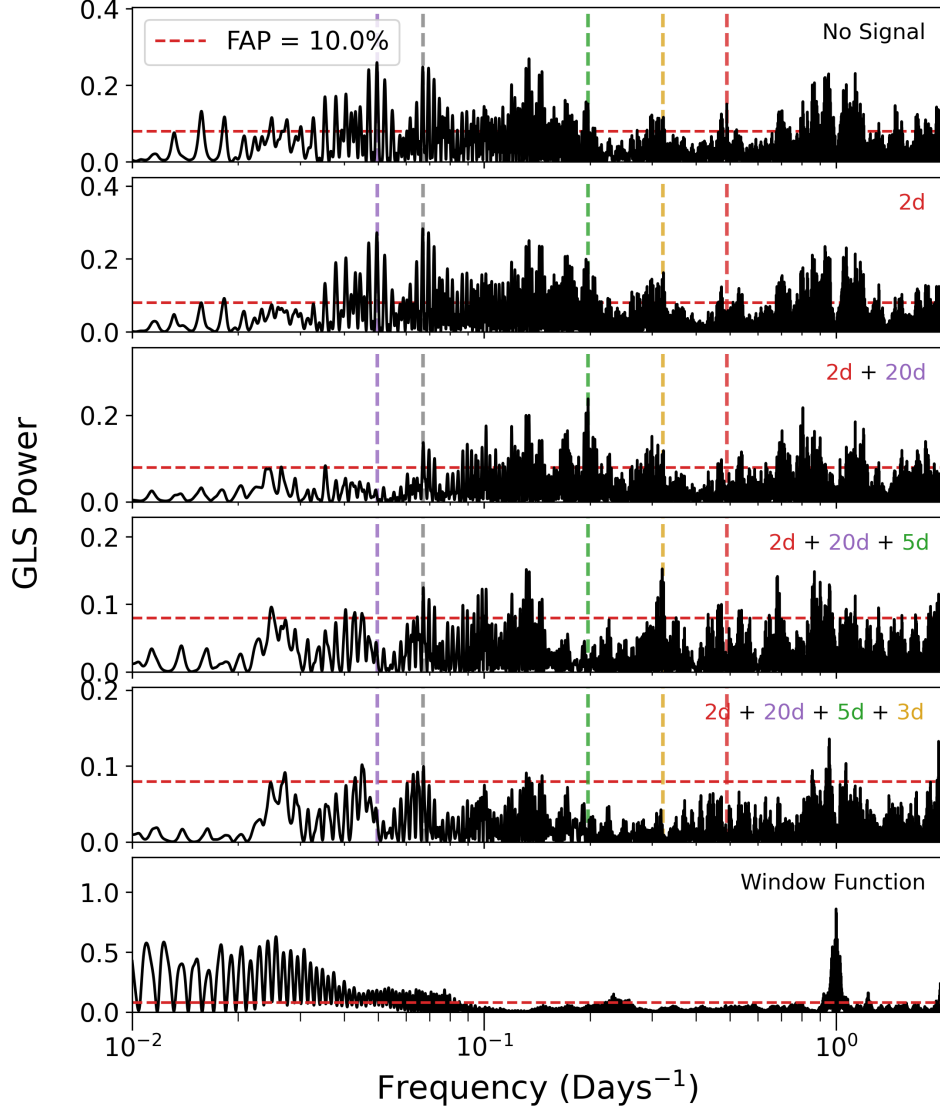 0.4
FAP = 10.0%
No Signal
0.2
0.0
0.4
2d
0.2
0.0
2d + 20d
0.2
0.0
GLS Power
0.2
2d + 20d + 5d
0.1
0.0
0.2
2d + 20d + 5d + 3d
0.1
0.0
Window Function
1.0
0.5
0.0
10⁻² 10⁻¹ 10⁰
Frequency (Days⁻¹)